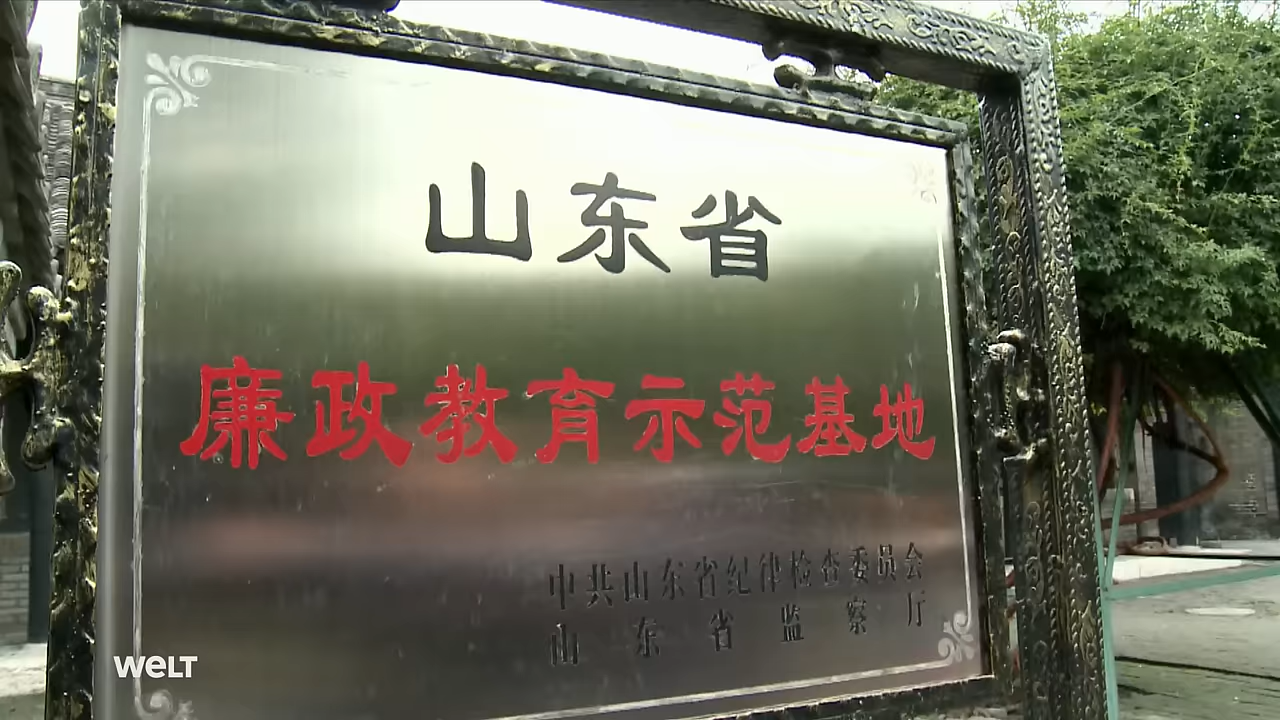 山东省
廉政教育示范基地
中共山东省纪律检查委员会
山东省监察厅
welt